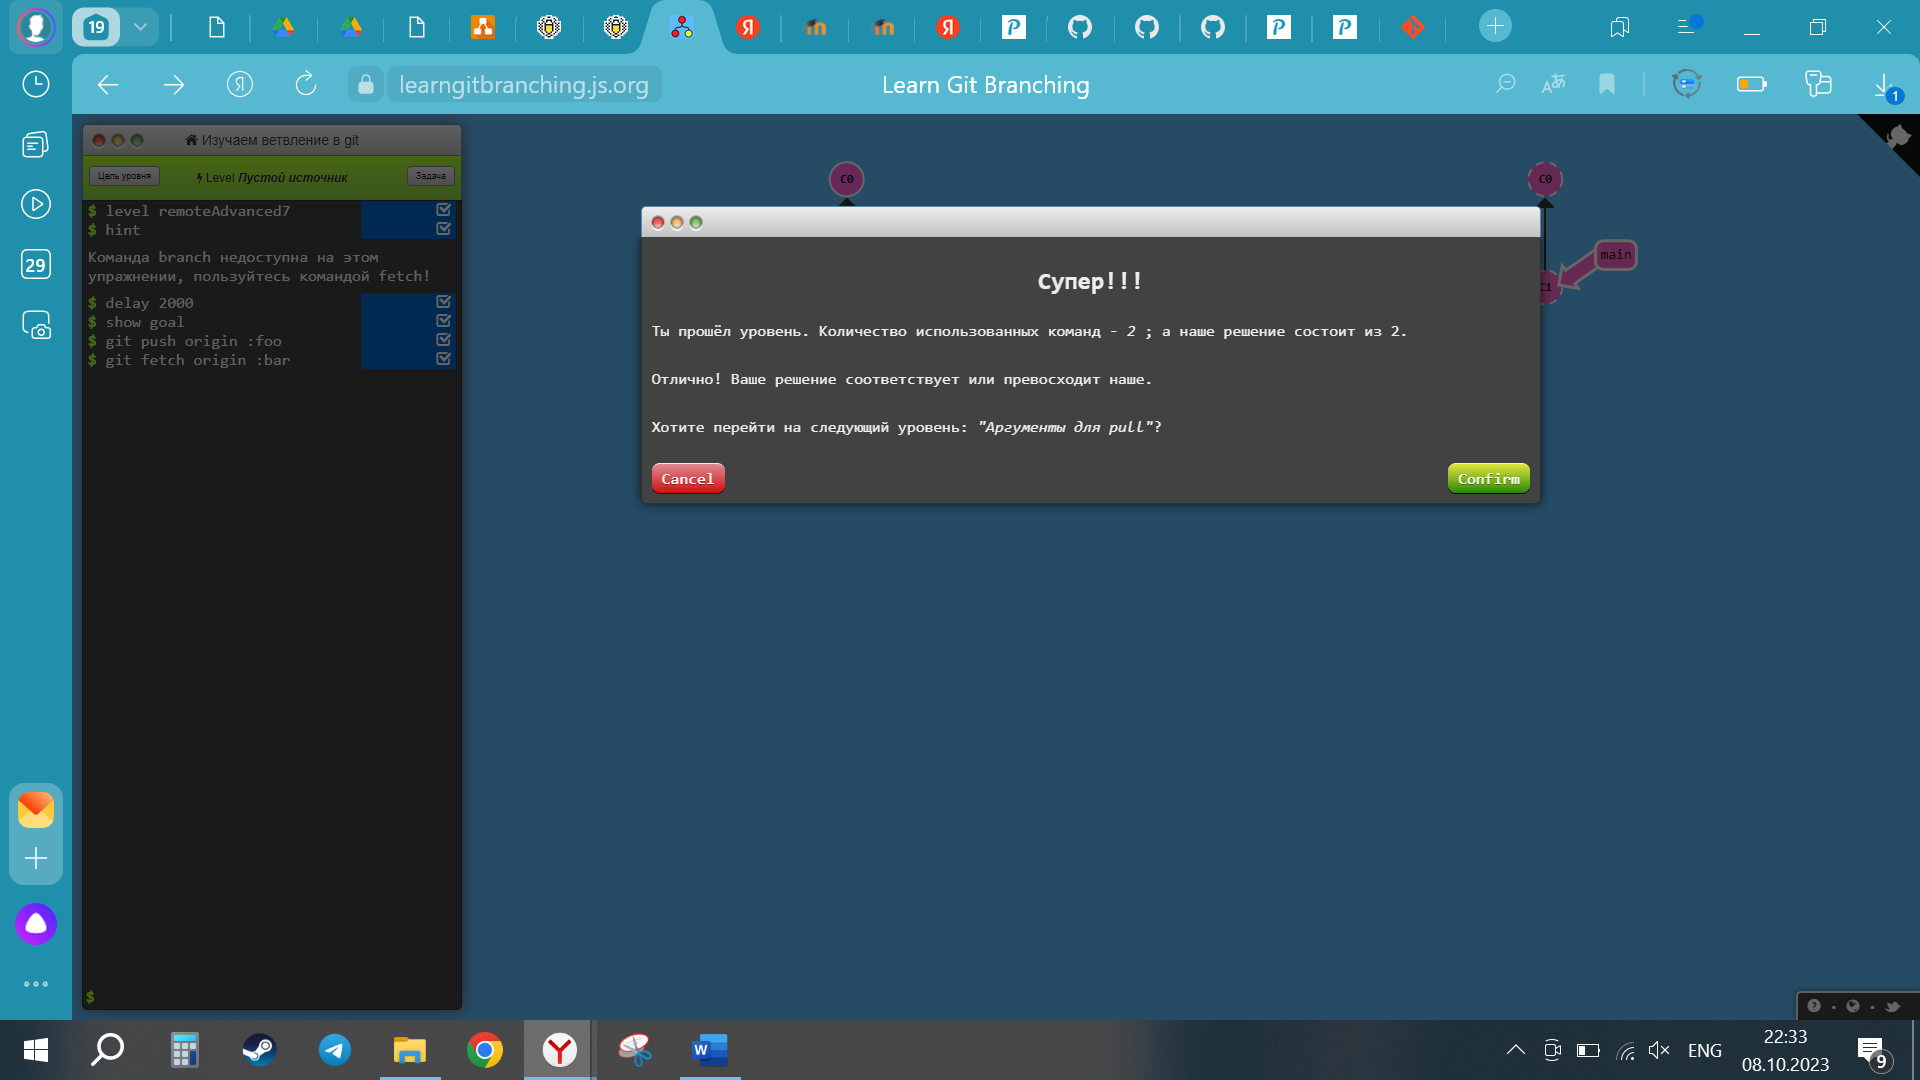 19
learngitbranching.js.org
Learn Git Branching
1
29
Изучаем ветвление в git
Цель уровня
Level Пустой источник
Задача
$ level remoteAdvanced7
$ hint
Команда branch недоступна на этом
упражнении, пользуйтесь командой fetch!
$ delay 2000
$ show goal
$ git push origin :foo
$ git fetch origin :bar
$
C0
C0
main
C1
Супер!!!
Ты прошёл уровень. Количество использованных команд - 2 ; а наше решение состоит из 2.
Отлично! Ваше решение соответствует или превосходит наше.
Хотите перейти на следующий уровень: "Аргументы для pull"?
Cancel
Confirm
ENG
22:33
08.10.2023
9